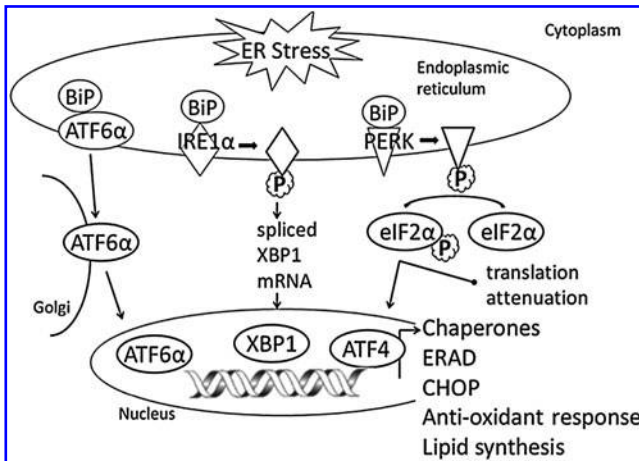 ER Stress
Cytoplasm
Endoplasmic
reticulum
BiP
ATF6α
BiP
IRE1α
P
BiP
PERK
P
ATF6α
Golgi
spliced
XBP1
mRNA
eIF2α
P
eIF2α
translation
attenuation
ATF6α
XBP1
ATF4
Nucleus
Chaperones
ERAD
CHOP
Anti-oxidant response
Lipid synthesis